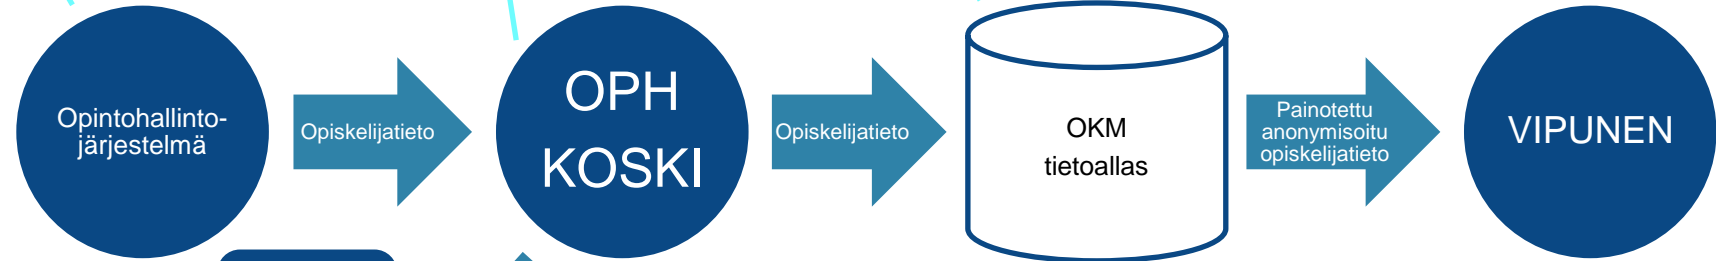 Opintohallinto-
järjestelmä
Opiskelijatieto
OPH
KOSKI
Opiskelijatieto
OKM
tietoallas
Painotettu
anonymisoitu
opiskelijatieto
VIPUNEN